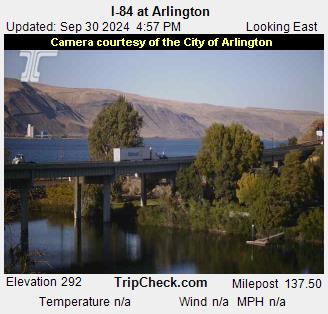 I-84 at Arlington
Updated: Sep 30 2024 4:57 PM Looking East
Camera courtesy of the City of Arlington
Elevation 292 TripCheck.com Milepost 137.50
Temperature n/a Wind n/a MPH n/a